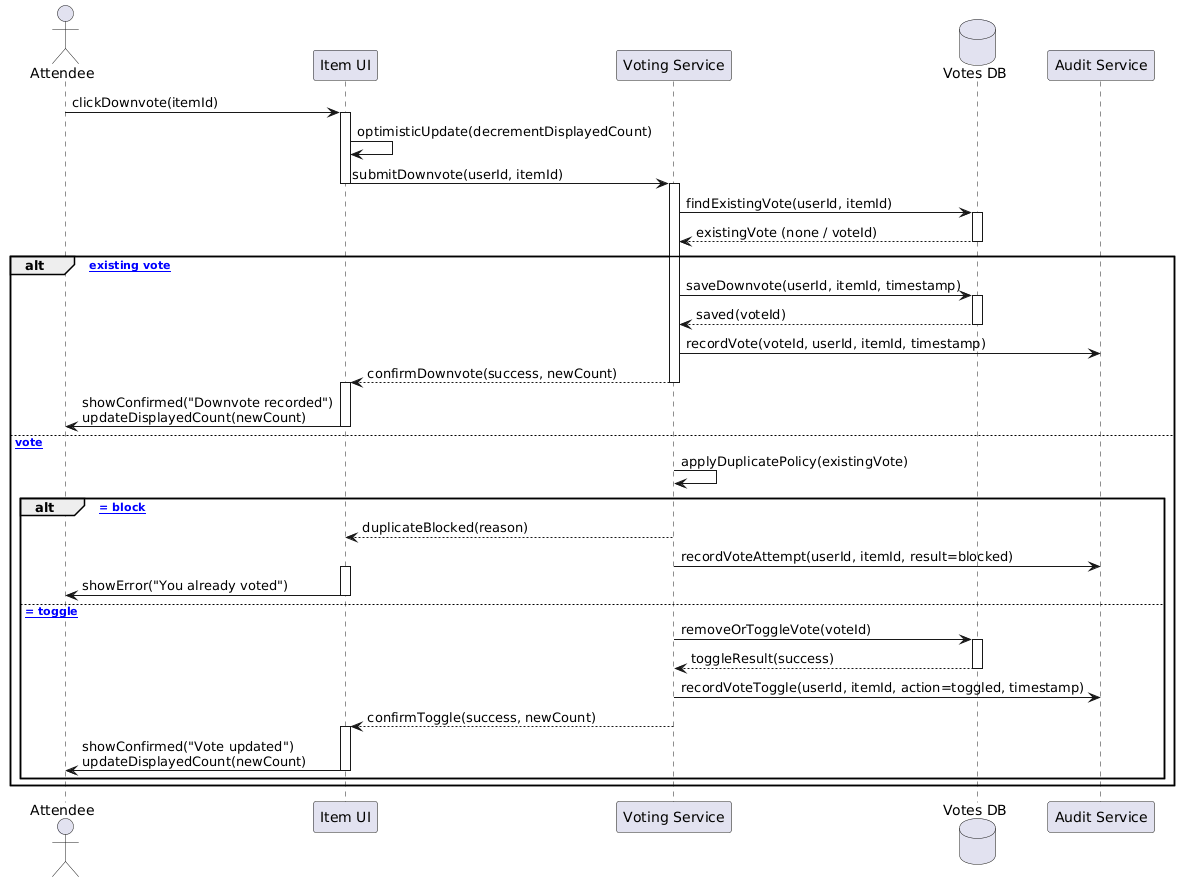 Attendee
Item UI
Voting Service
Votes DB
Audit Service
clickDownvote(itemId)
optimisticUpdate(decrementDisplayedCount)
submitDownvote(userId, itemId)
findExistingVote(userId, itemId)
existingVote (none / voteId)
alt
existing vote
saveDownvote(userId, itemId, timestamp)
saved(voteId)
recordVote(voteId, userId, itemId, timestamp)
confirmDownvote(success, newCount)
showConfirmed("Downvote recorded")
updateDisplayedCount(newCount)
vote
applyDuplicatePolicy(existingVote)
alt
= block
duplicateBlocked(reason)
recordVoteAttempt(userId, itemId, result=blocked)
showError("You already voted")
= toggle
removeOrToggleVote(voteId)
toggleResult(success)
recordVoteToggle(userId, itemId, action=toggled, timestamp)
confirmToggle(success, newCount)
showConfirmed("Vote updated")
updateDisplayedCount(newCount)
Attendee
Item UI
Voting Service
Votes DB
Audit Service